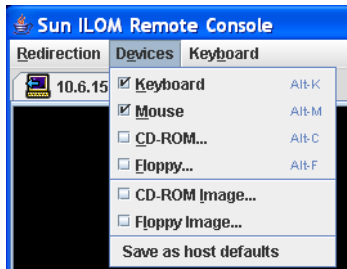 Sun ILOM Remote Console
Redirection Devices Keyboard
10.6.15
Keyboard Alt-K
Mouse Alt-M
CD-ROM... Alt-C
Floppy... Alt-F
CD-ROM Image...
Floppy Image...
Save as host defaults